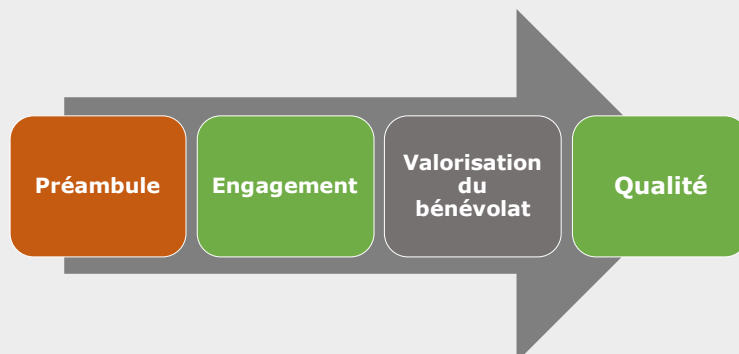 Préambule
Engagement
Valorisation
du
bénévolat
Qualité